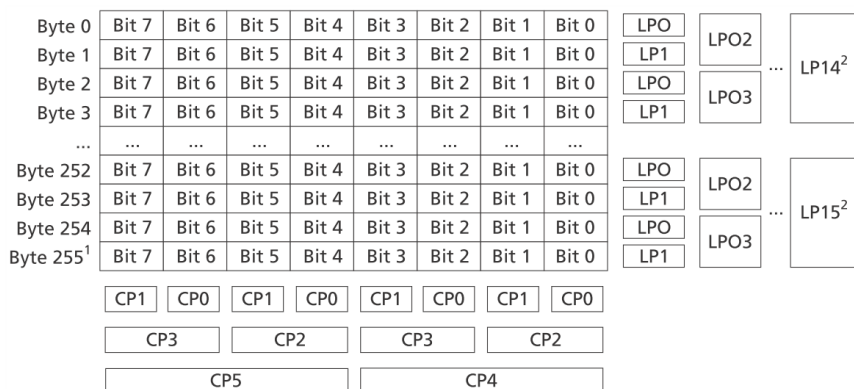 Byte 0 Bit 7 Bit 6 Bit 5 Bit 4 Bit 3 Bit 2 Bit 1 Bit 0 LPO
LPO2
Byte 1 Bit 7 Bit 6 Bit 5 Bit 4 Bit 3 Bit 2 Bit 1 Bit 0 LP1
... LP14²
Byte 2 Bit 7 Bit 6 Bit 5 Bit 4 Bit 3 Bit 2 Bit 1 Bit 0 LPO
LPO3
Byte 3 Bit 7 Bit 6 Bit 5 Bit 4 Bit 3 Bit 2 Bit 1 Bit 0 LP1
... ... ... ... ... ... ... ... ...
Byte 252 Bit 7 Bit 6 Bit 5 Bit 4 Bit 3 Bit 2 Bit 1 Bit 0 LPO
LPO2
Byte 253 Bit 7 Bit 6 Bit 5 Bit 4 Bit 3 Bit 2 Bit 1 Bit 0 LP1
... LP15²
Byte 254 Bit 7 Bit 6 Bit 5 Bit 4 Bit 3 Bit 2 Bit 1 Bit 0 LPO
LPO3
Byte 255¹ Bit 7 Bit 6 Bit 5 Bit 4 Bit 3 Bit 2 Bit 1 Bit 0 LP1
CP1 CP0 CP1 CP0 CP1 CP0 CP1 CP0
CP3 CP2 CP3 CP2
CP5 CP4